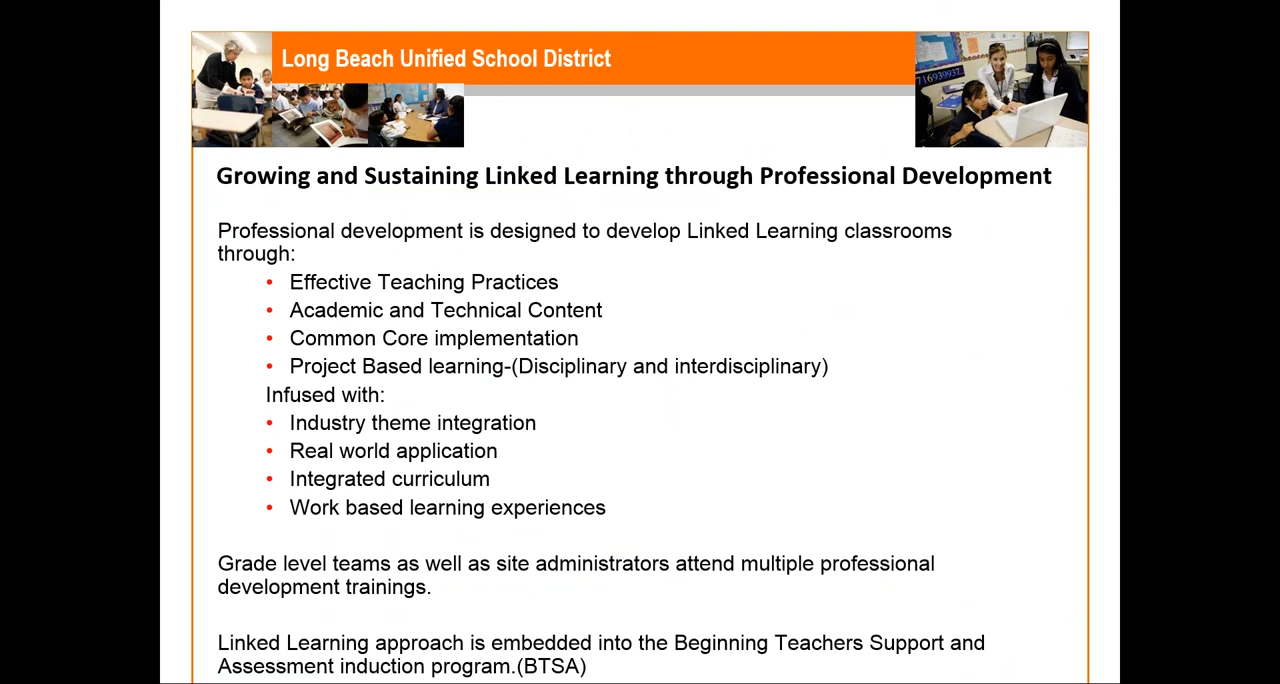 Long Beach Unified School District
716939937
Growing and Sustaining Linked Learning through Professional Development
Professional development is designed to develop Linked Learning classrooms
through:
• Effective Teaching Practices
• Academic and Technical Content
• Common Core implementation
• Project Based learning-(Disciplinary and interdisciplinary)
Infused with:
• Industry theme integration
• Real world application
• Integrated curriculum
• Work based learning experiences
Grade level teams as well as site administrators attend multiple professional
development trainings.
Linked Learning approach is embedded into the Beginning Teachers Support and
Assessment induction program.(BTSA)